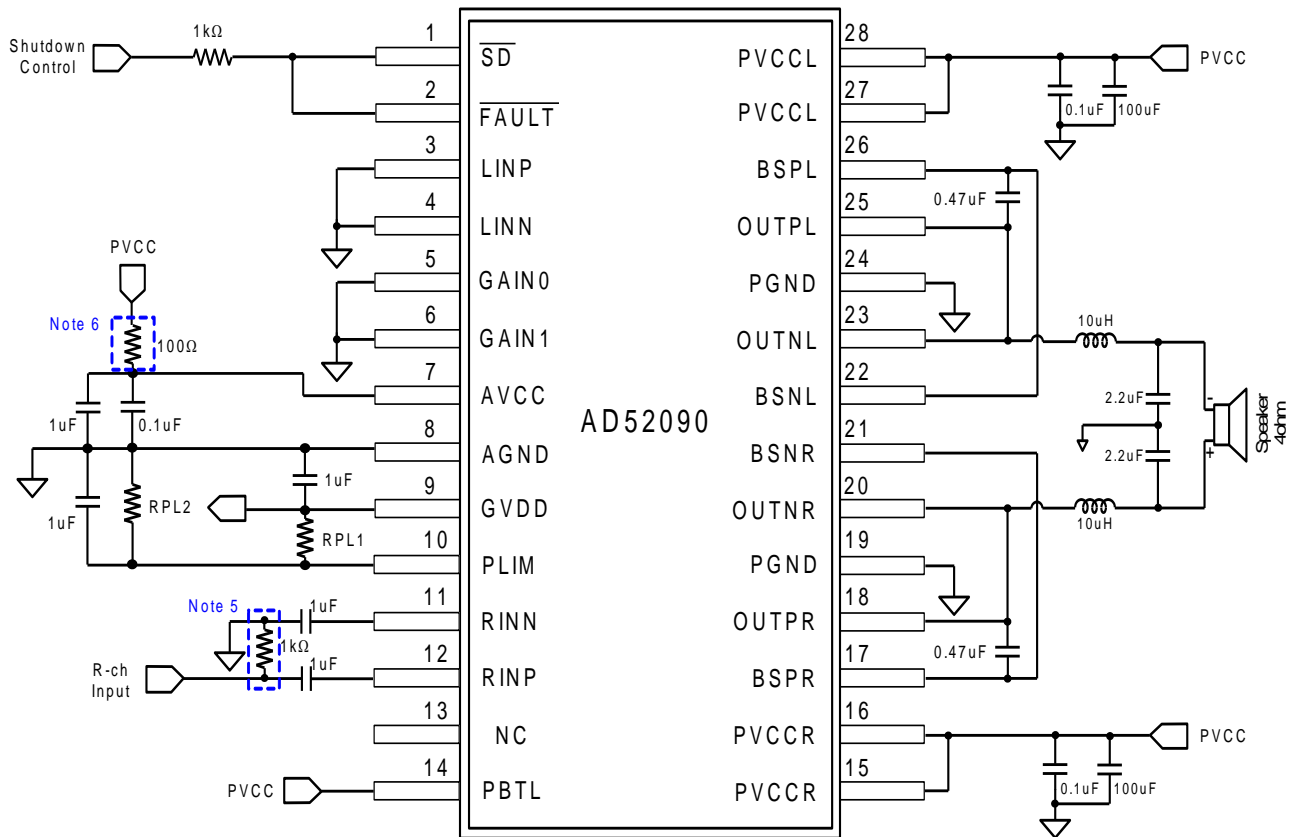 Shutdown
Control
1kΩ
1
SD
2
FAULT
3
LINP
4
LINN
5
GAIN0
6
GAIN1
7
AVCC
8
AGND
9
GVDD
10
PLIM
11
RINN
12
RINP
13
NC
14
PBTL
AD52090
28
PVCCL
27
PVCCL
26
BSPL
25
OUTPL
24
PGND
23
OUTNL
22
BSNL
21
BSNR
20
OUTNR
19
PGND
18
OUTPR
17
BSPR
16
PVCCR
15
PVCCR
PVCC
Note 6
100Ω
1uF
0.1uF
1uF
RPL2
1uF
RPL1
Note 5
1uF
1kΩ
1uF
R-ch
Input
PVCC
PVCC
0.1uF
100uF
0.47uF
10uH
2.2uF
2.2uF
-
+
Speaker
4ohm
10uH
0.47uF
PVCC
0.1uF
100uF